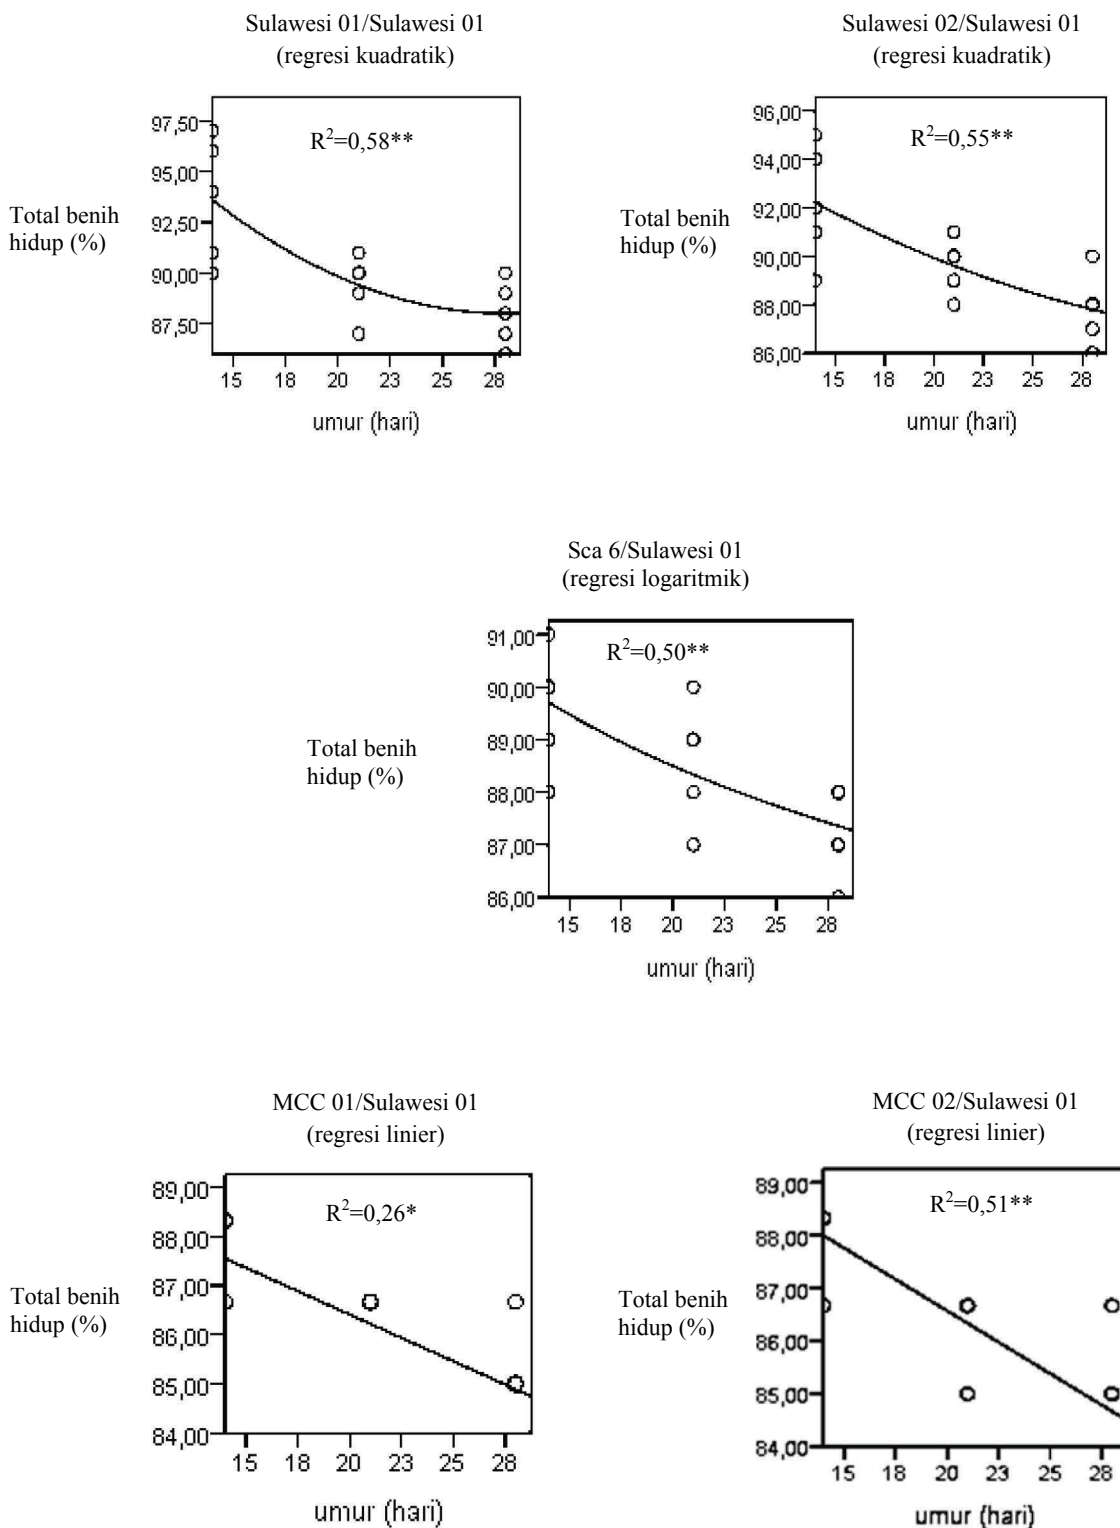 Sulawesi 01/Sulawesi 01
(regresi kuadratik)
97,50
95,00
92,50
90,00
87,50
R²=0,58**
Total benih
hidup (%)
15 18 20 23 25 28
umur (hari)
Sulawesi 02/Sulawesi 01
(regresi kuadratik)
96,00
94,00
92,00
90,00
88,00
86,00
R²=0,55**
Total benih
hidup (%)
15 18 20 23 25 28
umur (hari)
Sca 6/Sulawesi 01
(regresi logaritmik)
91,00
90,00
89,00
88,00
87,00
86,00
R²=0,50**
Total benih
hidup (%)
15 18 20 23 25 28
umur (hari)
MCC 01/Sulawesi 01
(regresi linier)
89,00
88,00
87,00
86,00
85,00
84,00
R²=0,26*
Total benih
hidup (%)
15 18 20 23 25 28
umur (hari)
MCC 02/Sulawesi 01
(regresi linier)
89,00
88,00
87,00
86,00
85,00
84,00
R²=0,51**
Total benih
hidup (%)
15 18 20 23 25 28
umur (hari)